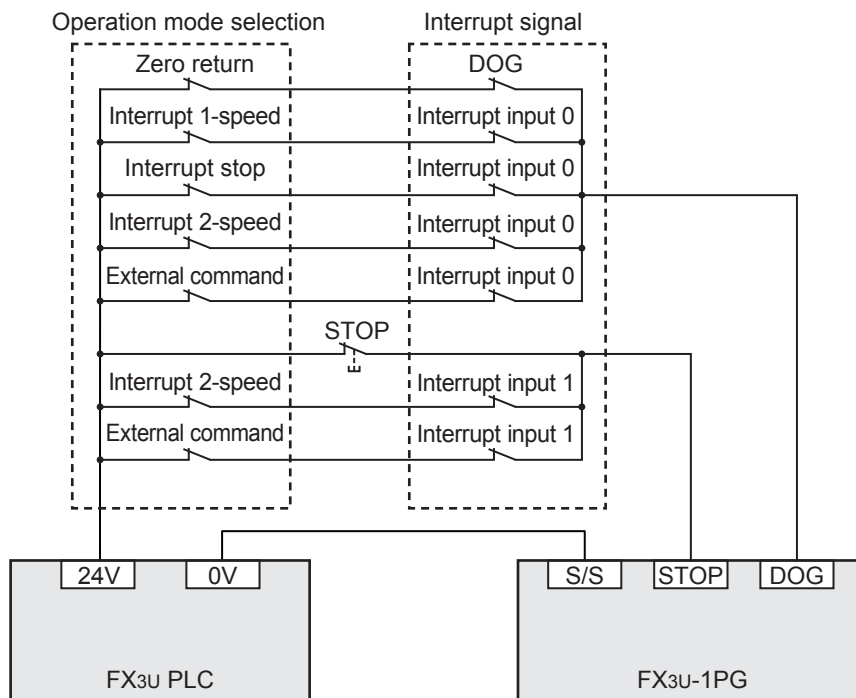 Operation mode selection Interrupt signal
Zero return DOG
Interrupt 1-speed Interrupt input 0
Interrupt stop Interrupt input 0
Interrupt 2-speed Interrupt input 0
External command Interrupt input 0
STOP
Interrupt 2-speed Interrupt input 1
External command Interrupt input 1
24V 0V S/S STOP DOG
FX3U PLC FX3U-1PG